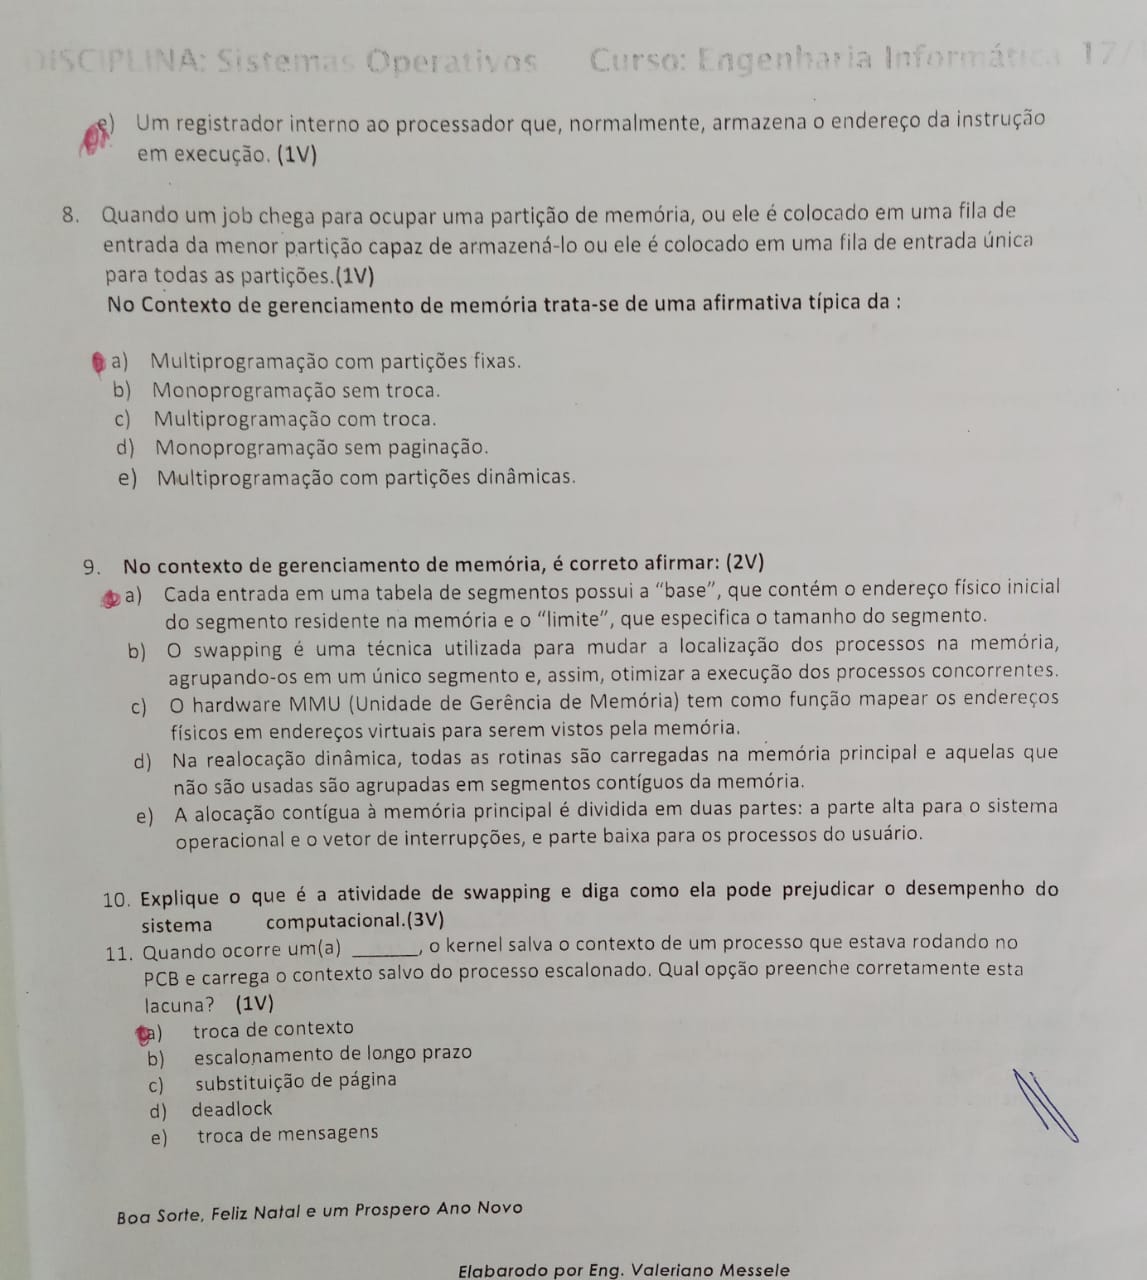 DISCIPLINA: Sistemas Operativos Curso: Engenharia Informática 17/
e) Um registrador interno ao processador que, normalmente, armazena o endereço da instrução
em execução. (1V)
8. Quando um job chega para ocupar uma partição de memória, ou ele é colocado em uma fila de
entrada da menor partição capaz de armazená-lo ou ele é colocado em uma fila de entrada única
para todas as partições.(1V)
No Contexto de gerenciamento de memória trata-se de uma afirmativa típica da :
a) Multiprogramação com partições fixas.
b) Monoprogramação sem troca.
c) Multiprogramação com troca.
d) Monoprogramação sem paginação.
e) Multiprogramação com partições dinâmicas.
9. No contexto de gerenciamento de memória, é correto afirmar: (2V)
a) Cada entrada em uma tabela de segmentos possui a “base”, que contém o endereço físico inicial
do segmento residente na memória e o “limite”, que especifica o tamanho do segmento.
b) O swapping é uma técnica utilizada para mudar a localização dos processos na memória,
agrupando-os em um único segmento e, assim, otimizar a execução dos processos concorrentes.
c) O hardware MMU (Unidade de Gerência de Memória) tem como função mapear os endereços
físicos em endereços virtuais para serem vistos pela memória.
d) Na realocação dinâmica, todas as rotinas são carregadas na memória principal e aquelas que
não são usadas são agrupadas em segmentos contíguos da memória.
e) A alocação contígua à memória principal é dividida em duas partes: a parte alta para o sistema
operacional e o vetor de interrupções, e parte baixa para os processos do usuário.
10. Explique o que é a atividade de swapping e diga como ela pode prejudicar o desempenho do
sistema computacional.(3V)
11. Quando ocorre um(a) _______, o kernel salva o contexto de um processo que estava rodando no
PCB e carrega o contexto salvo do processo escalonado. Qual opção preenche corretamente esta
lacuna? (1V)
a) troca de contexto
b) escalonamento de longo prazo
c) substituição de página
d) deadlock
e) troca de mensagens
Boa Sorte, Feliz Natal e um Prospero Ano Novo
Elabarodo por Eng. Valeriano Messele